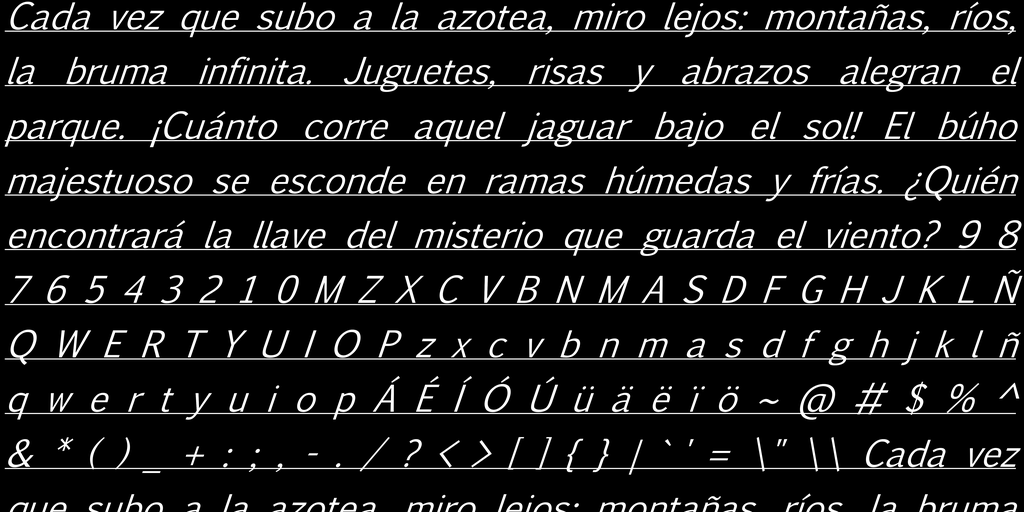 Cada vez que subo a la azotea, miro lejos: montañas, ríos,
la bruma infinita. Juguetes, risas y abrazos alegran el
parque. ¡Cuánto corre aquel jaguar bajo el sol! El búho
majestuoso se esconde en ramas húmedas y frías. ¿Quién
encontrará la llave del misterio que guarda el viento? 9 8
7 6 5 4 3 2 1 0 M Z X C V B N M A S D F G H J K L Ñ
Q W E R T Y U I O P z x c v b n m a s d f g h j k l ñ
q w e r t y u i o p Á É Í Ó Ú ü ä ë ï ö ~ @ # $ % ^
& * ( ) _ + : ; , - . / ? < > [ ] { } | ` ' = \" \\ Cada vez
que subo a la azotea, miro lejos: montañas, ríos, la bruma